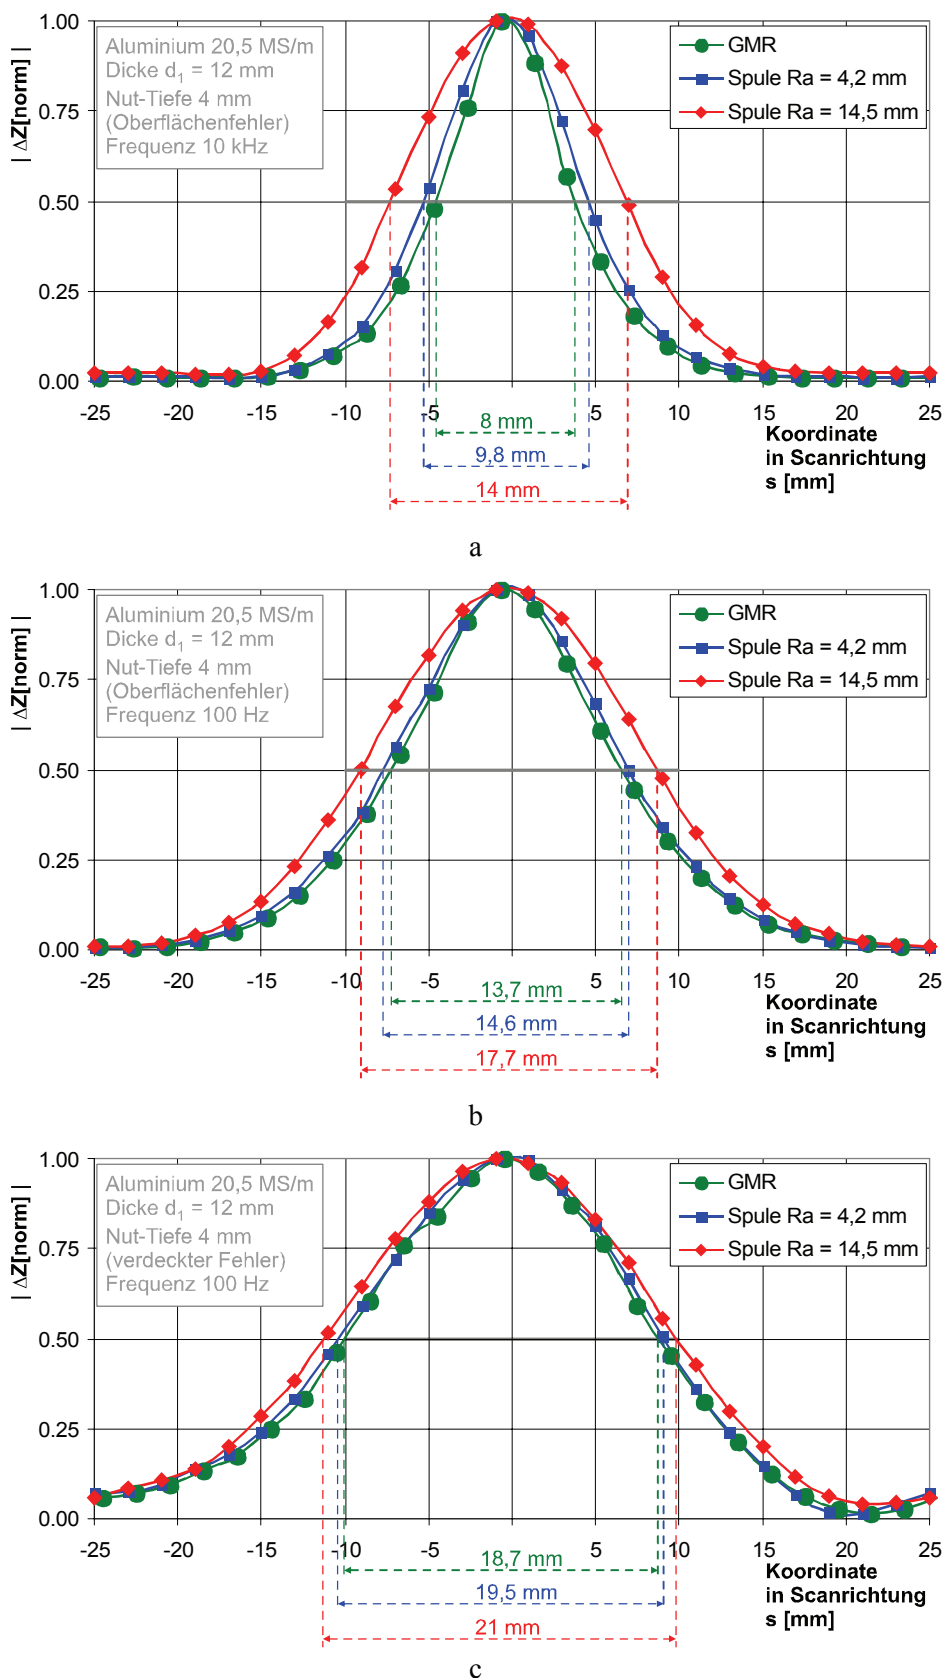 | ΔZ[norm] |
1.00
0.75
0.50
0.25
0.00
Aluminium 20,5 MS/m
Dicke d1 = 12 mm
Nut-Tiefe 4 mm
(Oberflächenfehler)
Frequenz 10 kHz
GMR
Spule Ra = 4,2 mm
Spule Ra = 14,5 mm
-25 -20 -15 -10 -5 0 5 10 15 20 25
8 mm
9,8 mm
14 mm
Koordinate
in Scanrichtung
s [mm]
a
| ΔZ[norm] |
1.00
0.75
0.50
0.25
0.00
Aluminium 20,5 MS/m
Dicke d1 = 12 mm
Nut-Tiefe 4 mm
(Oberflächenfehler)
Frequenz 100 Hz
GMR
Spule Ra = 4,2 mm
Spule Ra = 14,5 mm
-25 -20 -15 -10 -5 0 5 10 15 20 25
13,7 mm
14,6 mm
17,7 mm
Koordinate
in Scanrichtung
s [mm]
b
| ΔZ[norm] |
1.00
0.75
0.50
0.25
0.00
Aluminium 20,5 MS/m
Dicke d1 = 12 mm
Nut-Tiefe 4 mm
(verdeckter Fehler)
Frequenz 100 Hz
GMR
Spule Ra = 4,2 mm
Spule Ra = 14,5 mm
-25 -20 -15 -10 -5 0 5 10 15 20 25
18,7 mm
19,5 mm
21 mm
Koordinate
in Scanrichtung
s [mm]
c